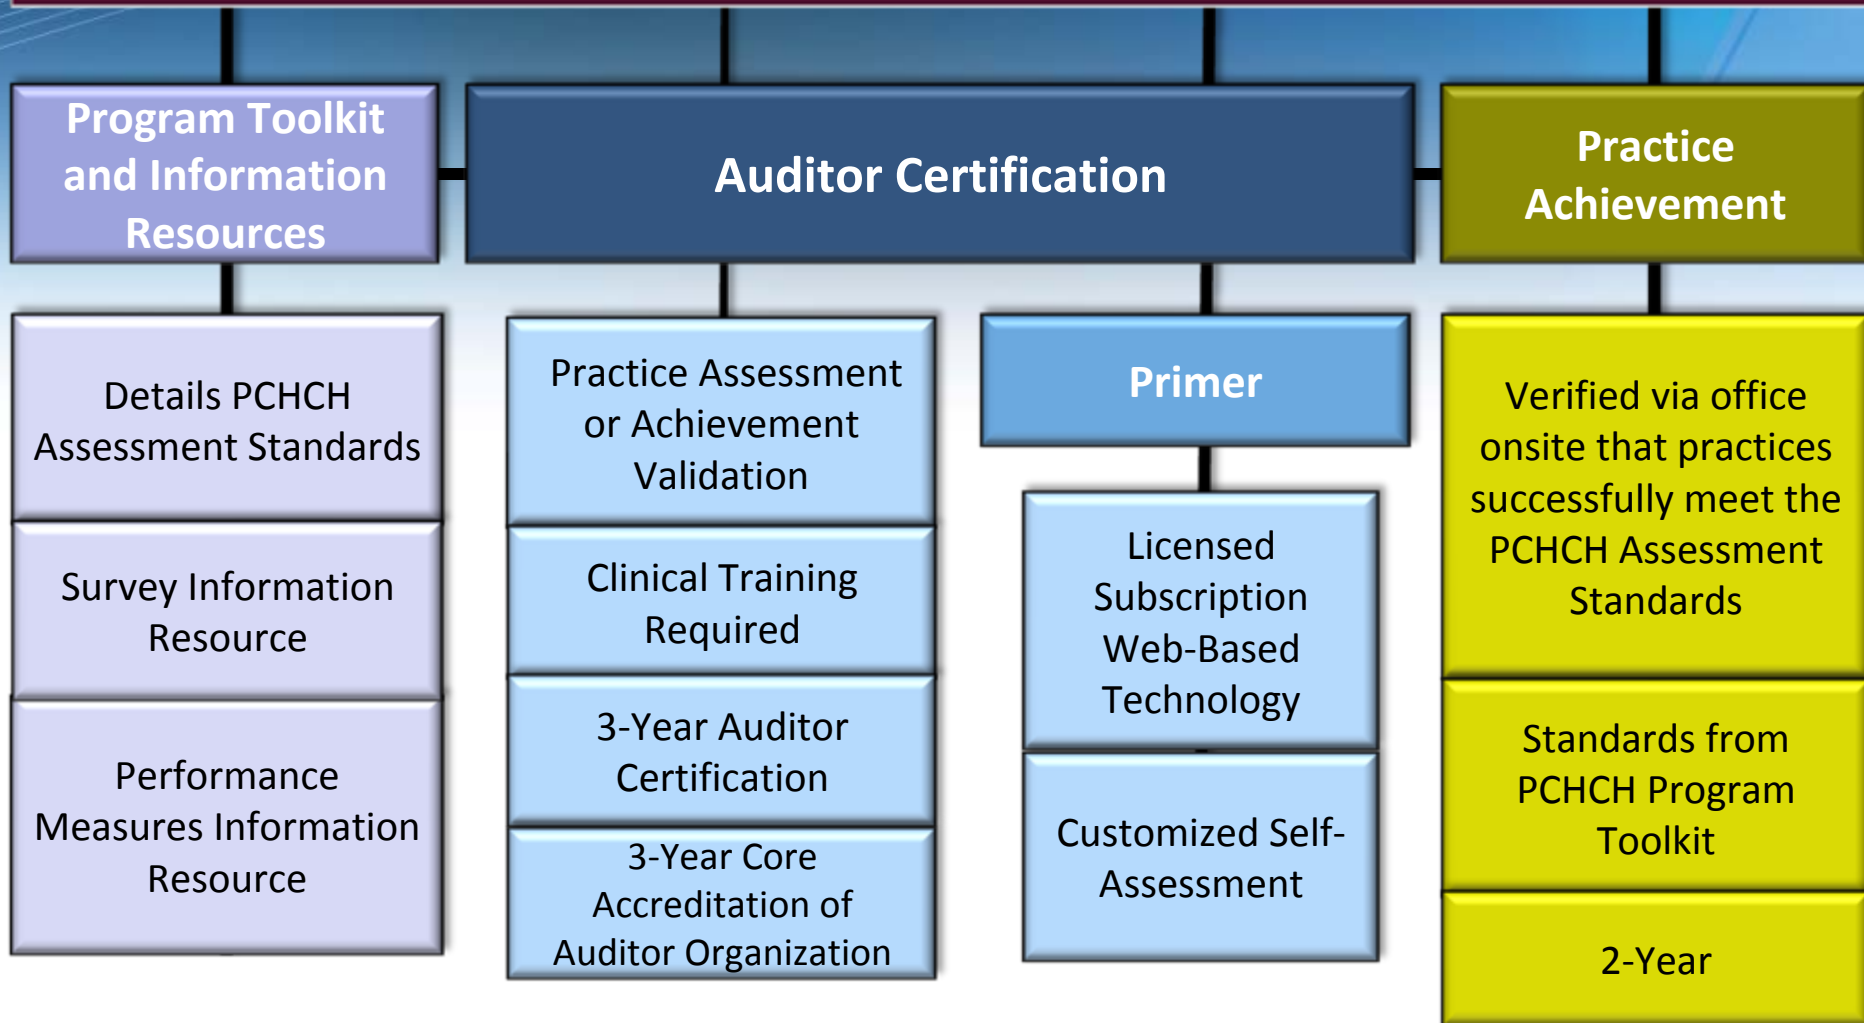 Program Toolkit
and Information
Resources
Auditor Certification
Practice
Achievement
Details PCHCH
Assessment Standards
Survey Information
Resource
Performance
Measures Information
Resource
Practice Assessment
or Achievement
Validation
Clinical Training
Required
3-Year Auditor
Certification
3-Year Core
Accreditation of
Auditor Organization
Primer
Licensed
Subscription
Web-Based
Technology
Customized Self-
Assessment
Verified via office
onsite that practices
successfully meet the
PCHCH Assessment
Standards
Standards from
PCHCH Program
Toolkit
2-Year